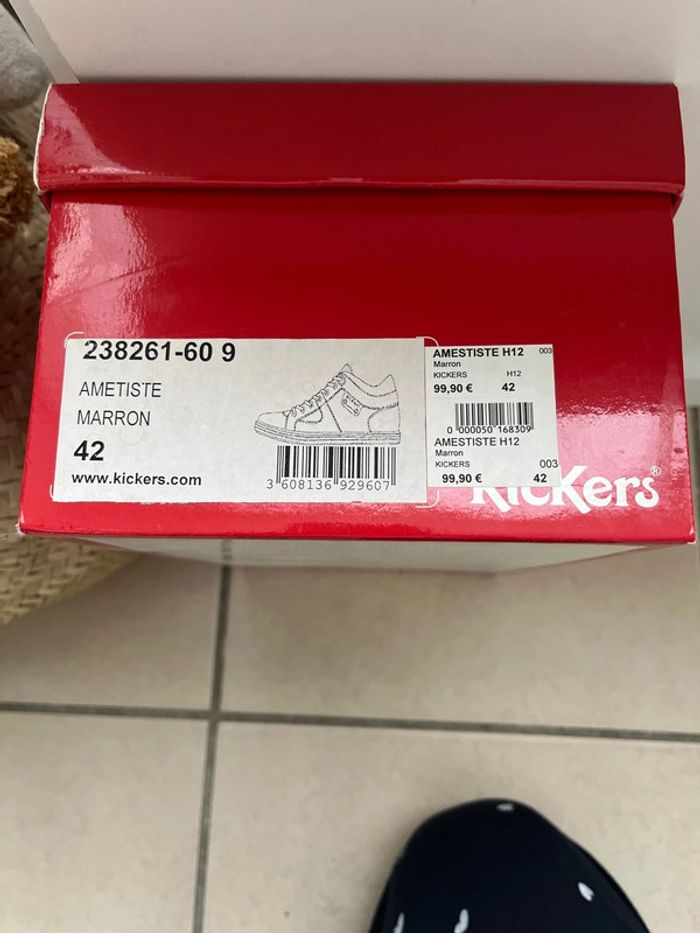 238261-60 9
AMETISTE
MARRON
42
www.kickers.com
3 608136 929607
AMESTISTE H12 003
Marron
KICKERS H12
99,90 € 42
0 000050 168309
AMESTISTE H12
Marron
KICKERS 003
99,90 € 42
Kickers®